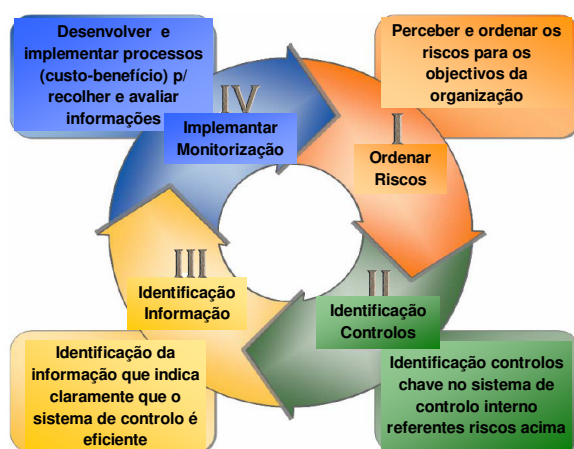 Desenvolver e
implementar processos
(custo-benefício) p/
recolher e avaliar
informações
Perceber e ordenar os
riscos para os
objectivos da
organização
IV
Implemantar
Monitorização
I
Ordenar
Riscos
III
Identificação
Informação
II
Identificação
Controlos
Identificação da
informação que indica
claramente que o
sistema de controlo é
eficiente
Identificação controlos
chave no sistema de
controlo interno
referentes riscos acima